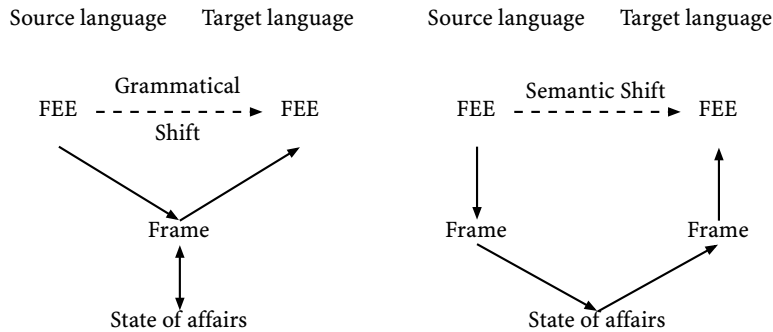 Source language Target language Source language Target language
Grammatical
Semantic Shift
FEE FEE FEE FEE
Shift
Frame Frame Frame
State of affairs State of affairs